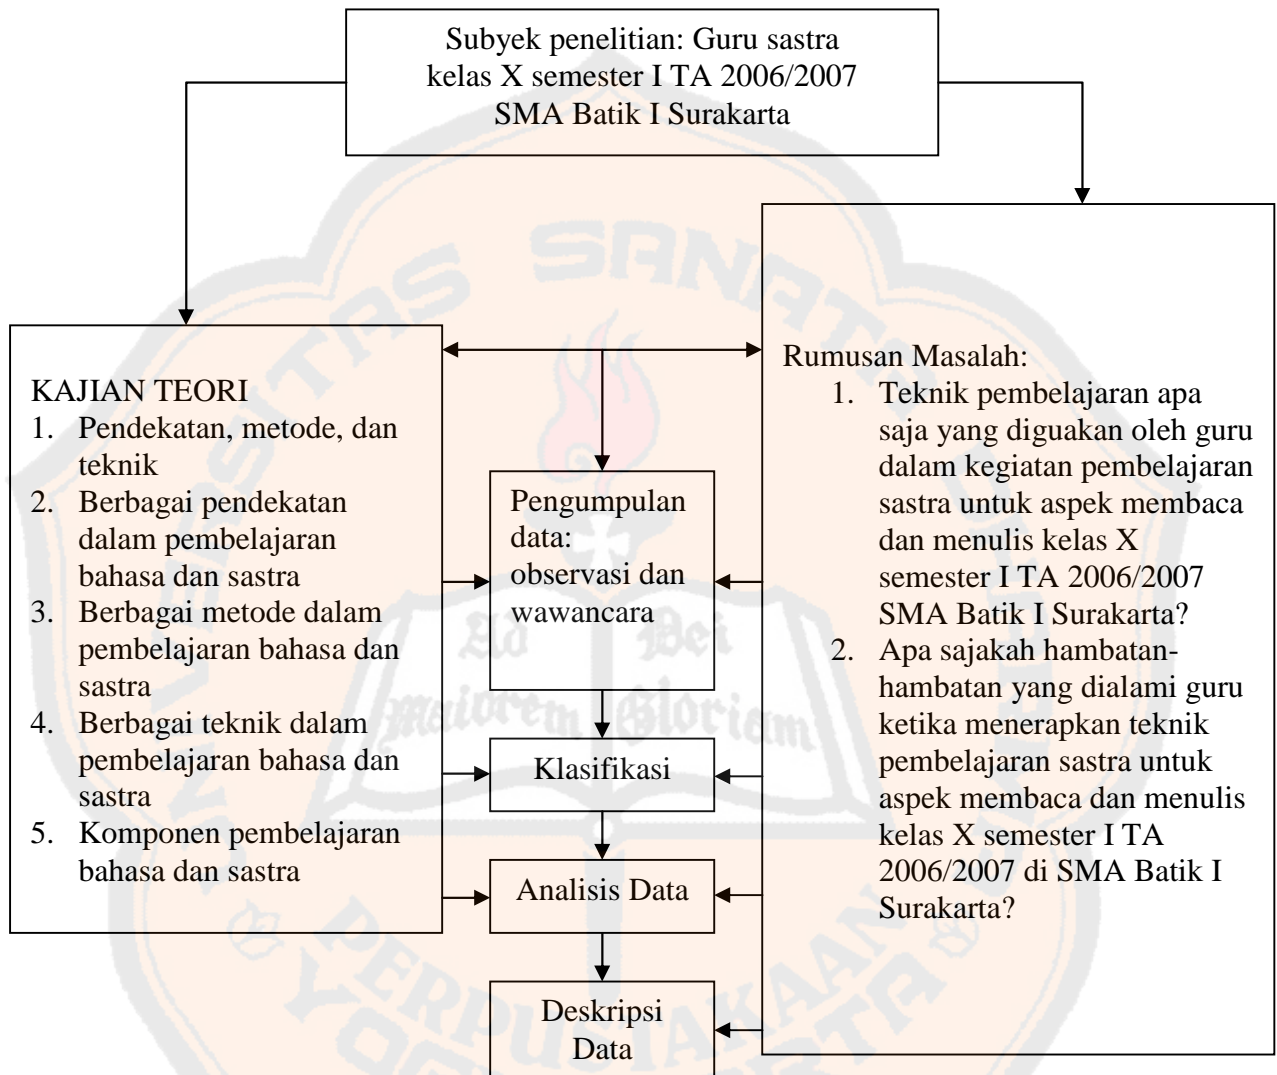 Subyek penelitian: Guru sastra
kelas X semester I TA 2006/2007
SMA Batik I Surakarta
KAJIAN TEORI
1. Pendekatan, metode, dan
teknik
2. Berbagai pendekatan
dalam pembelajaran
bahasa dan sastra
3. Berbagai metode dalam
pembelajaran bahasa dan
sastra
4. Berbagai teknik dalam
pembelajaran bahasa dan
sastra
5. Komponen pembelajaran
bahasa dan sastra
Pengumpulan
data:
observasi dan
wawancara
Klasifikasi
Analisis Data
Deskripsi
Data
Rumusan Masalah:
1. Teknik pembelajaran apa
saja yang diguakan oleh guru
dalam kegiatan pembelajaran
sastra untuk aspek membaca
dan menulis kelas X
semester I TA 2006/2007
SMA Batik I Surakarta?
2. Apa sajakah hambatan-
hambatan yang dialami guru
ketika menerapkan teknik
pembelajaran sastra untuk
aspek membaca dan menulis
kelas X semester I TA
2006/2007 di SMA Batik I
Surakarta?
SANATA
Ad Dei
Maiorem Gloriam
PERPUSTAKAAN